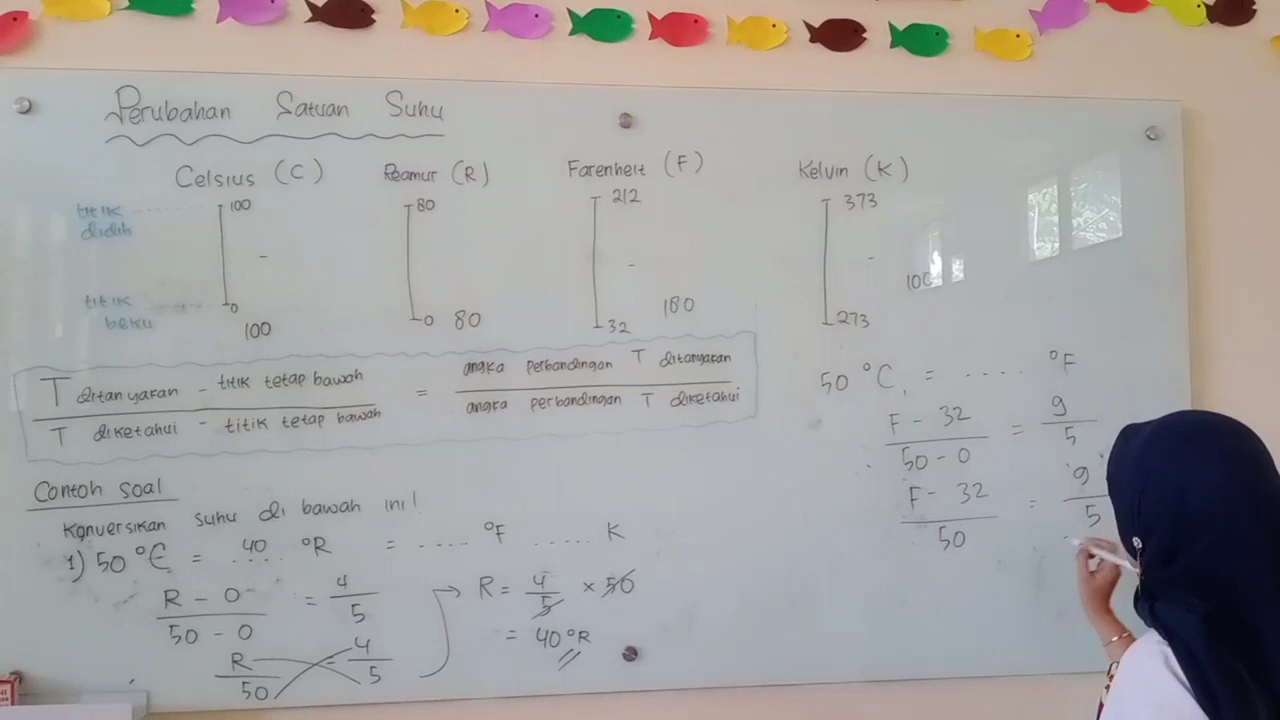 Perubahan Satuan Suhu
Celsius (C) Reamur (R) Farenheit (F) Kelvin (K)
titik didih 100 80 212 373
-
-
-
100
titik beku 0 0 32 273
100 80 180
T ditanyakan - titik tetap bawah = angka perbandingan T ditanyakan
T diketahui - titik tetap bawah angka perbandingan T diketahui
Contoh soal
Konversikan suhu di bawah ini!
1) 50 °C = 40 °R = ..... °F ...... K
R - 0 = 4
50 - 0 5
R = 4
50 5
R = 4 × 50
5
= 40 °R
50 °C = ..... °F
F - 32 = 9
50 - 0 5
F - 32 = 9
50 5